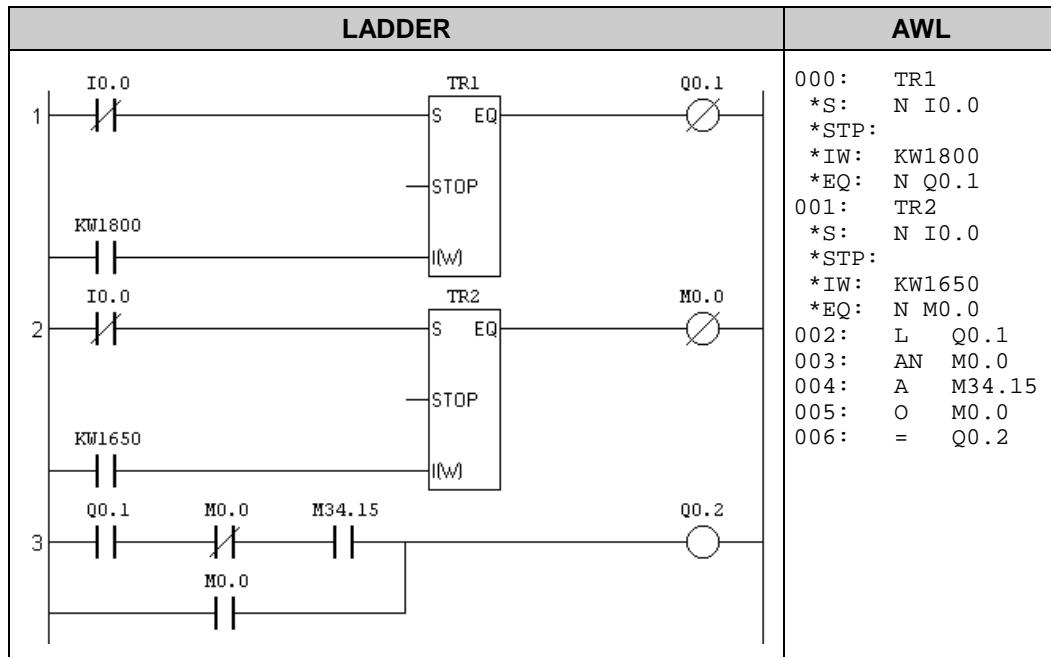 LADDER
AWL
I0.0 TR1 Q0.1
1 S EQ
STOP
KW1800
I(W)
I0.0 TR2 M0.0
2 S EQ
STOP
KW1650
I(W)
Q0.1 M0.0 M34.15 Q0.2
3
M0.0
000: TR1
*S: N I0.0
*STP:
*IW: KW1800
*EQ: N Q0.1
001: TR2
*S: N I0.0
*STP:
*IW: KW1650
*EQ: N M0.0
002: L Q0.1
003: AN M0.0
004: A M34.15
005: O M0.0
006: = Q0.2